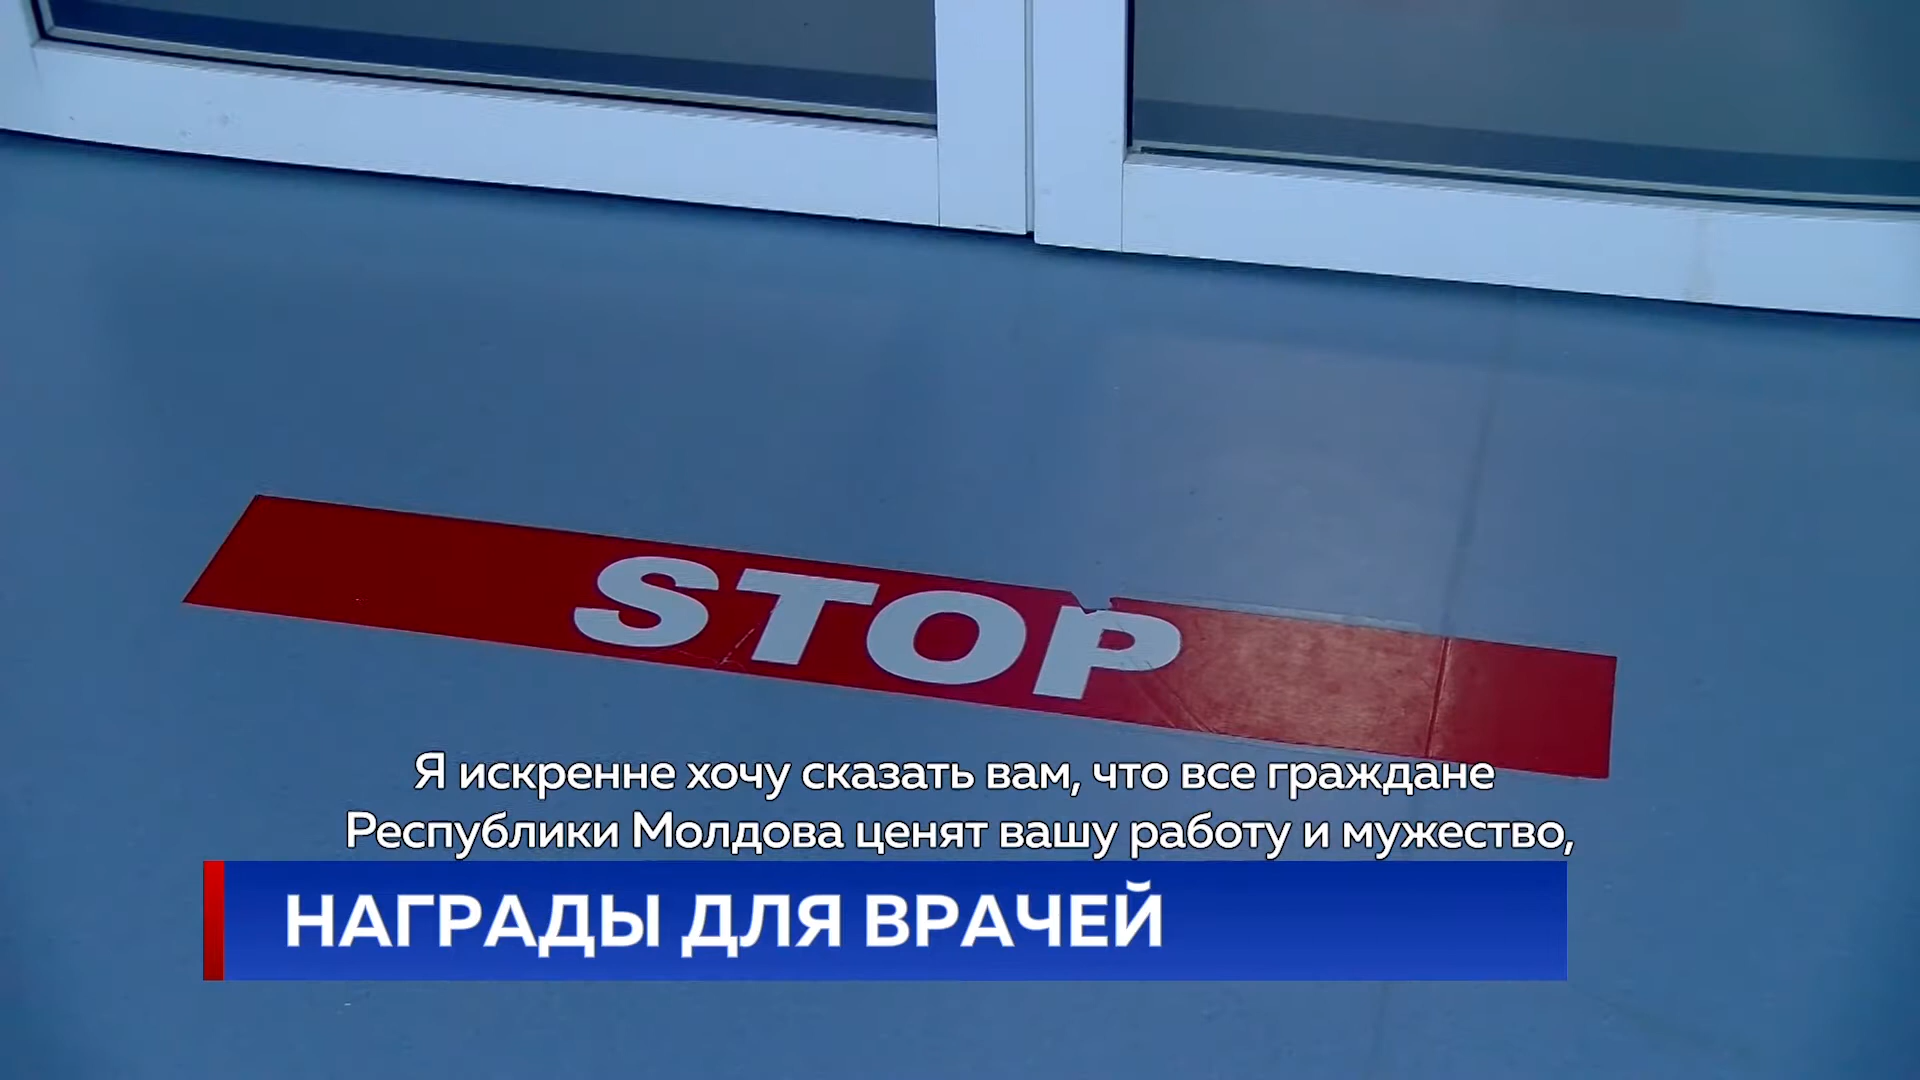 STOP
Я искренне хочу сказать вам, что все граждане
Республики Молдова ценят вашу работу и мужество,
НАГРАДЫ ДЛЯ ВРАЧЕЙ